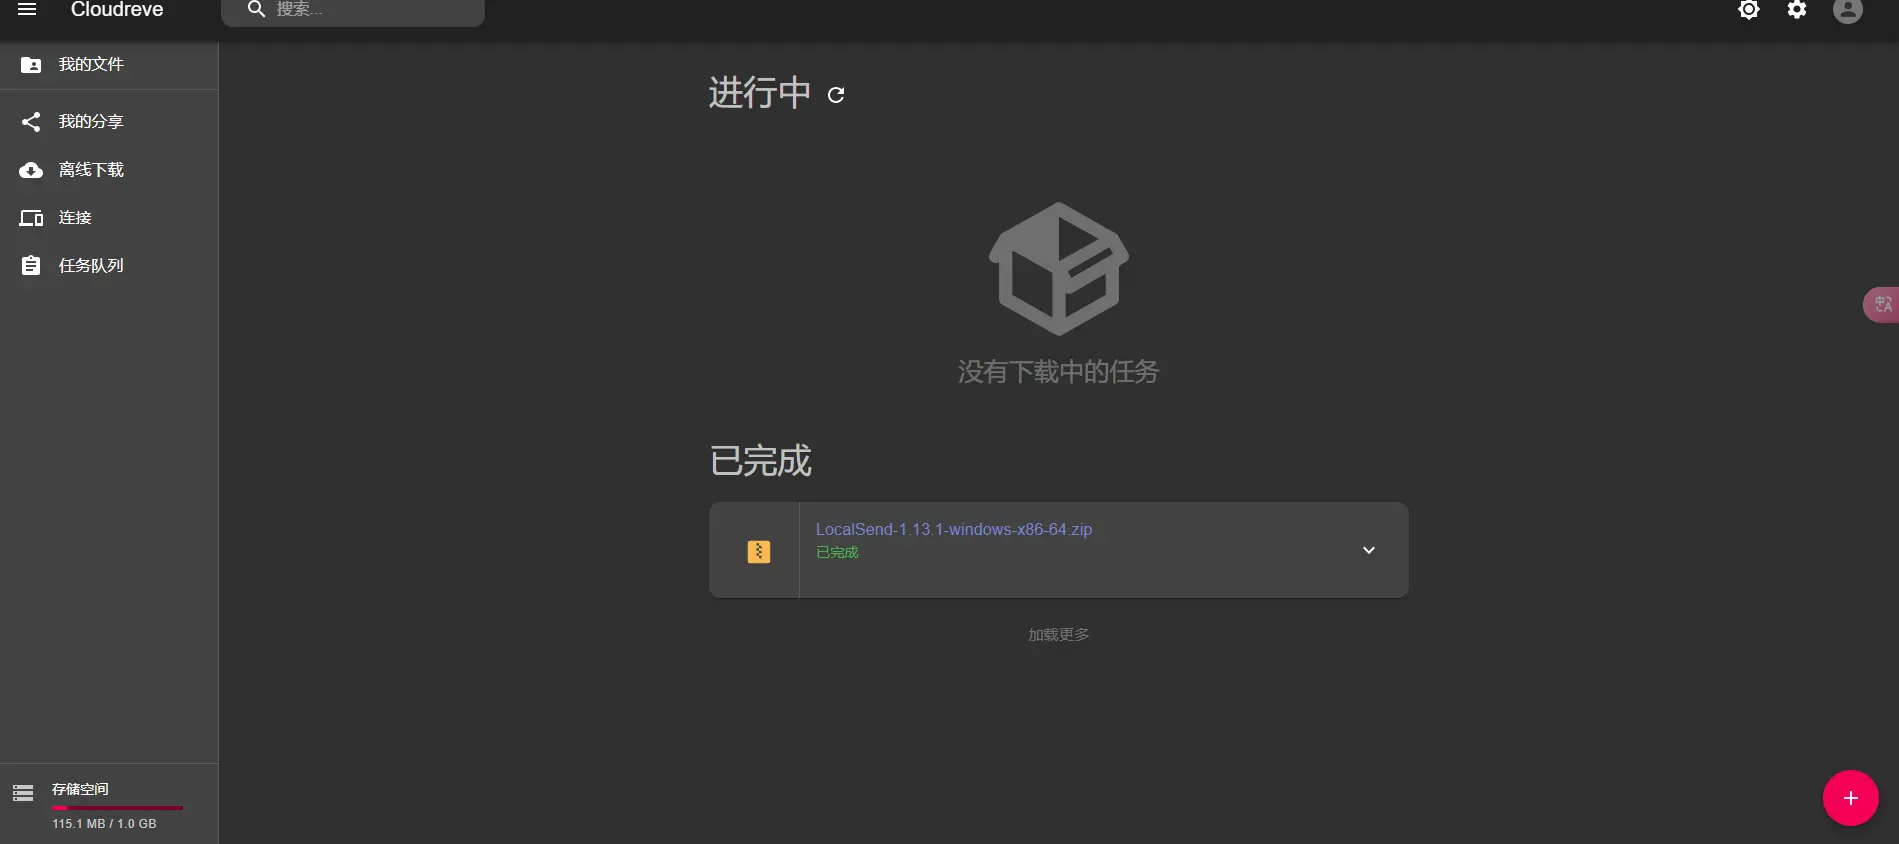 Cloudreve
搜索...
我的文件
我的分享
离线下载
连接
任务队列
进行中
没有下载中的任务
已完成
LocalSend-1.13.1-windows-x86-64.zip
已完成
加载更多
存储空间
115.1 MB / 1.0 GB
中
A